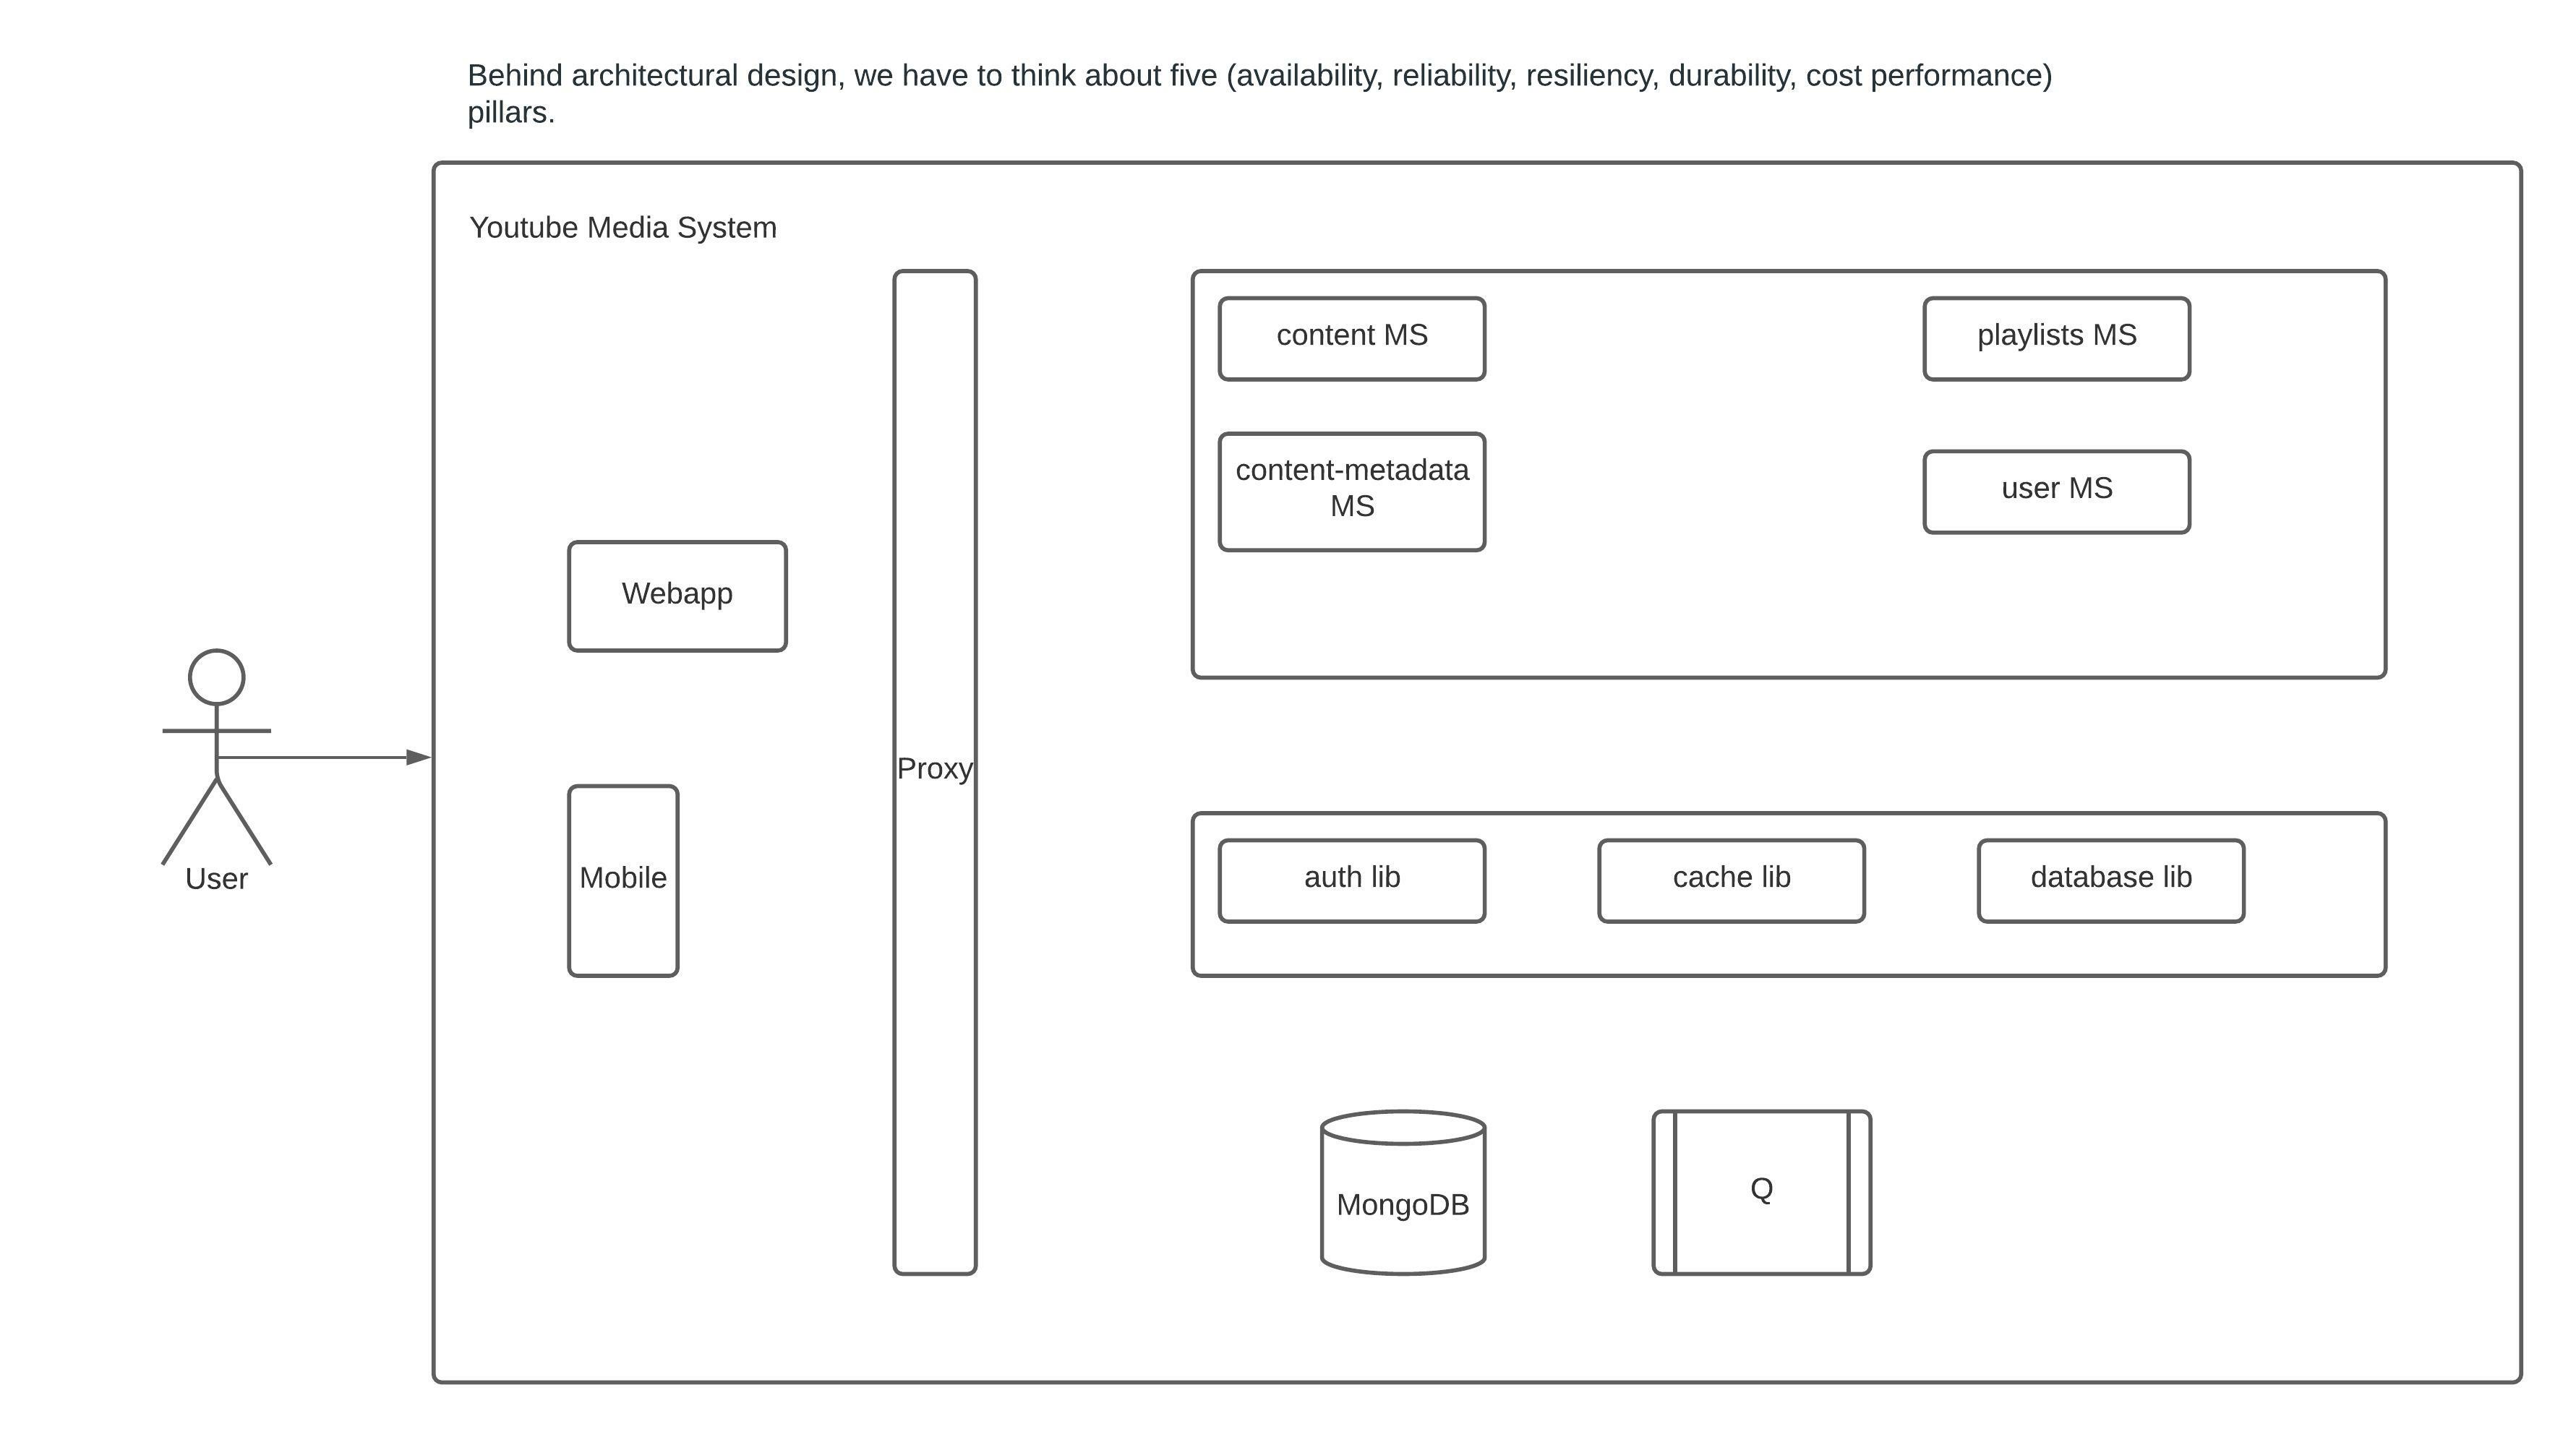 Behind architectural design, we have to think about five (availability, reliability, resiliency, durability, cost performance)
pillars.
Youtube Media System
content MS
playlists MS
content-metadata
MS
user MS
Webapp
Proxy
Mobile
User
auth lib
cache lib
database lib
MongoDB
Q